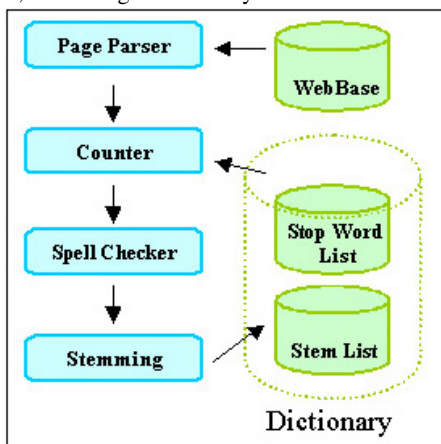 Page Parser
WebBase
Counter
Stop Word
List
Spell Checker
Stem List
Stemming
Dictionary